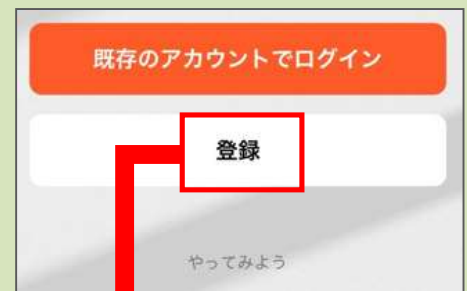 既存のアカウントでログイン
登録
やってみよう